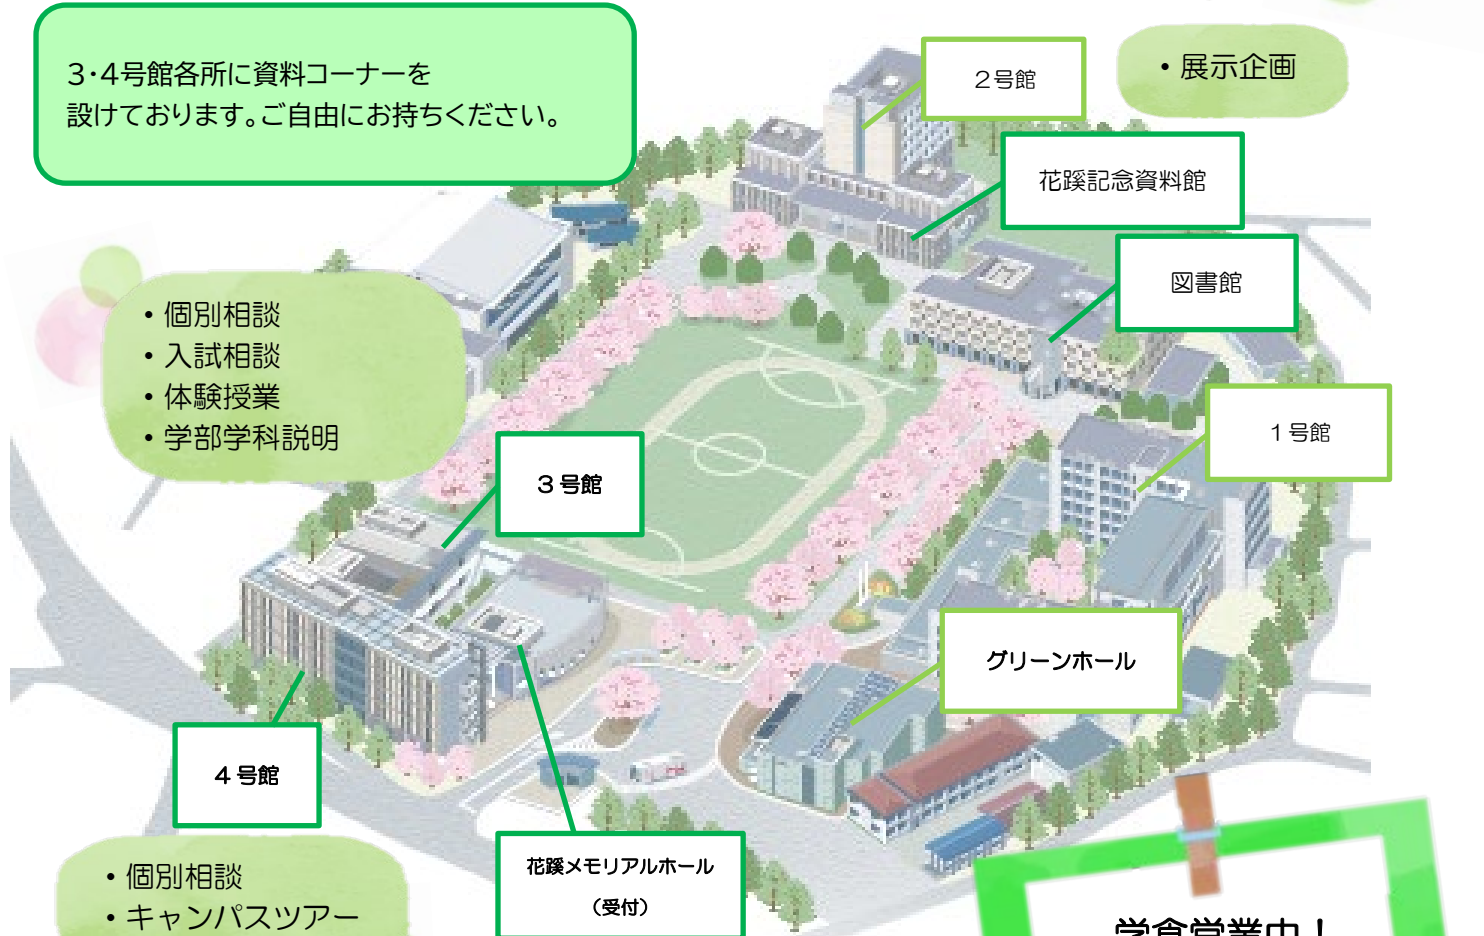 3・4号館各所に資料コーナーを
設けております。ご自由にお持ちください。
2号館
・展示企画
花蹊記念資料館
図書館
・個別相談
・入試相談
・体験授業
・学部学科説明
1号館
3号館
グリーンホール
4号館
花蹊メモリアルホール
（受付）
・個別相談
・キャンパスツアー
学食営業中！